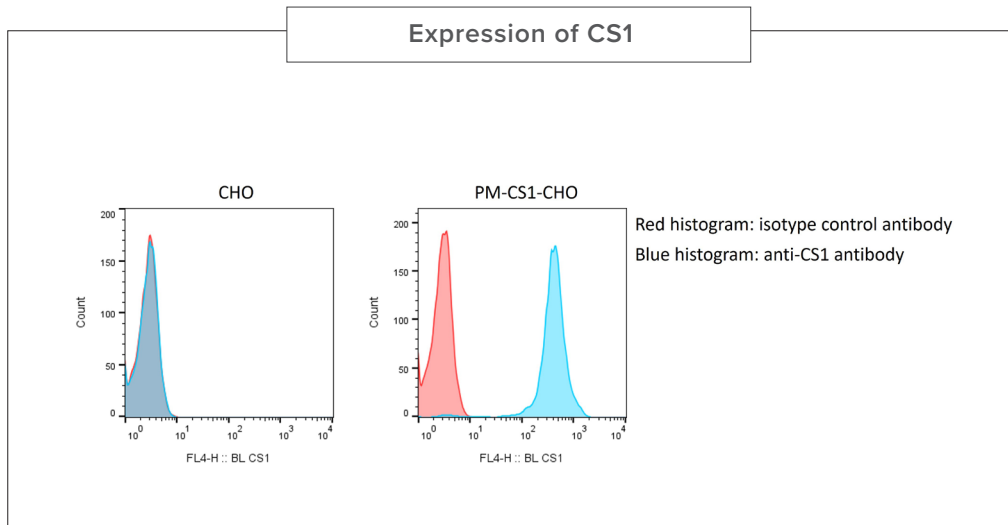 Expression of CS1
CHO
200
150
100
50
0
Count
10^0 10^1 10^2 10^3 10^4
FL4-H :: BL CS1
PM-CS1-CHO
200
150
100
50
0
Count
10^0 10^1 10^2 10^3 10^4
FL4-H :: BL CS1
Red histogram: isotype control antibody
Blue histogram: anti-CS1 antibody